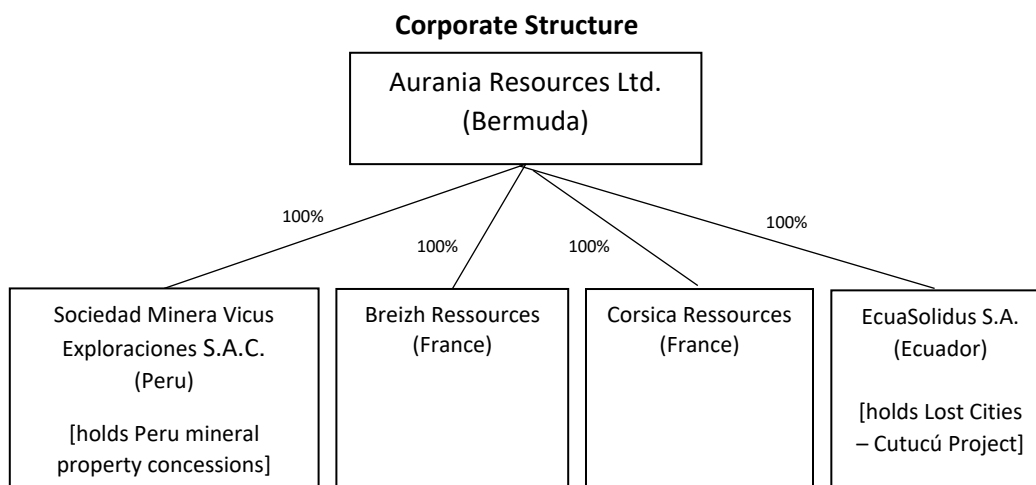 Corporate Structure
Aurania Resources Ltd.
(Bermuda)
100%
100%
100%
100%
Sociedad Minera Vicus
Exploraciones S.A.C.
(Peru)
[holds Peru mineral
property concessions]
Breizh Ressources
(France)
Corsica Ressources
(France)
EcuaSolidus S.A.
(Ecuador)
[holds Lost Cities
– Cutucú Project]